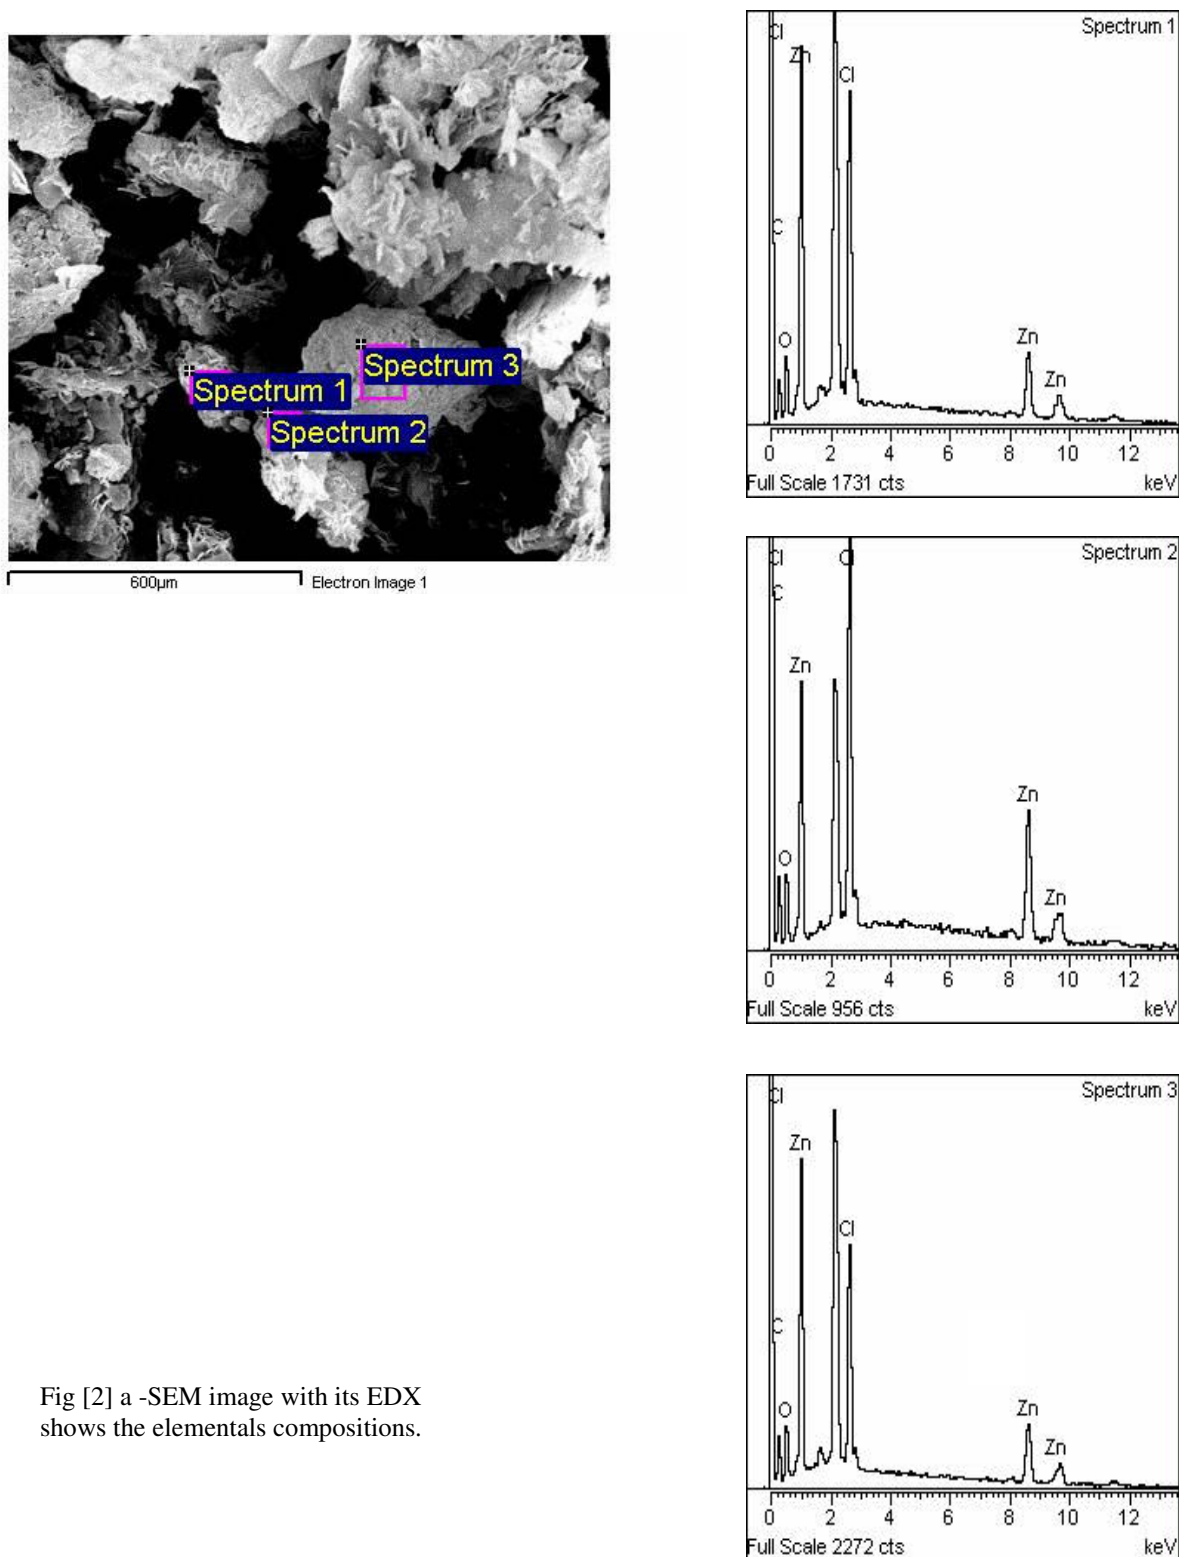 Spectrum 3
Spectrum 1
Spectrum 2
600µm
Electron Image 1
Spectrum 1
Cl
Zn
Cl
C
O
Zn
Zn
0 2 4 6 8 10 12
Full Scale 1731 cts keV
Spectrum 2
Cl
Cl
C
Zn
Zn
O
Zn
0 2 4 6 8 10 12
Full Scale 956 cts keV
Spectrum 3
Cl
Zn
Cl
C
O
Zn
Zn
0 2 4 6 8 10 12
Full Scale 2272 cts keV
Fig [2] a -SEM image with its EDX
shows the elementals compositions.